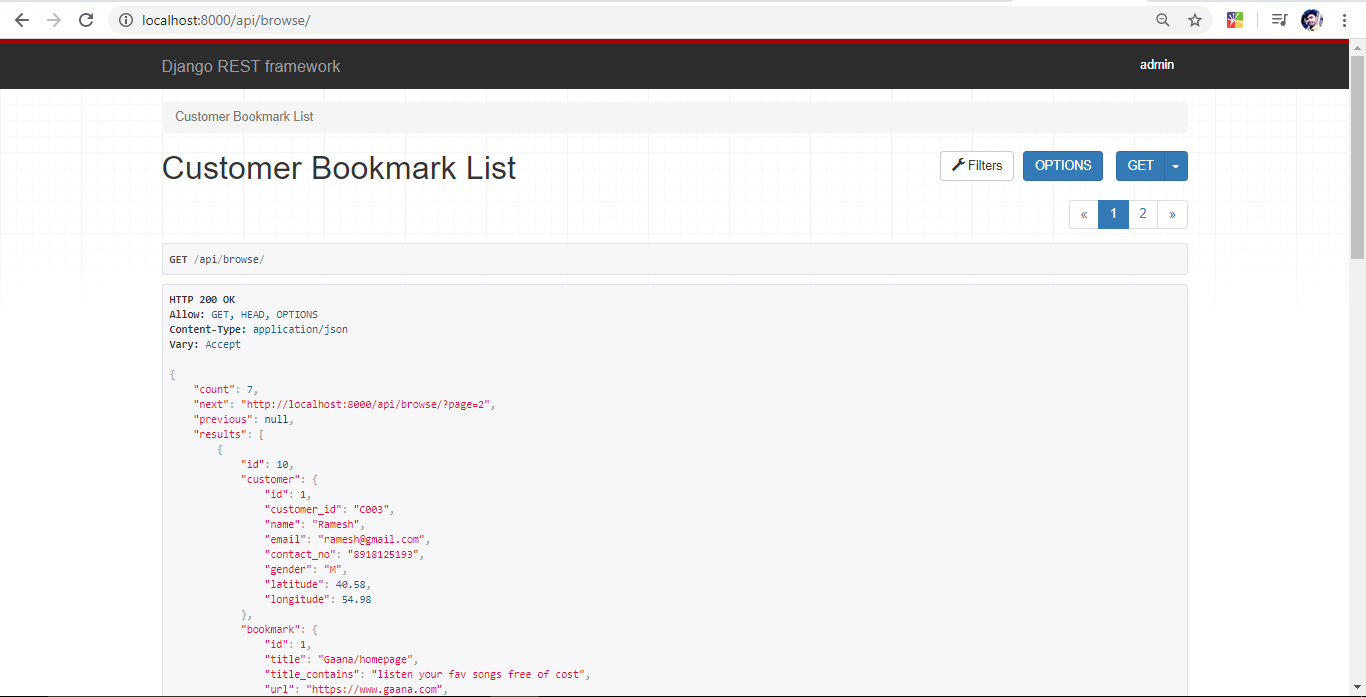 localhost:8000/api/browse/
Django REST framework
admin
Customer Bookmark List
Customer Bookmark List
Filters
OPTIONS
GET
« 1 2 »
GET /api/browse/
HTTP 200 OK
Allow: GET, HEAD, OPTIONS
Content-Type: application/json
Vary: Accept
{
"count": 7,
"next": "http://localhost:8000/api/browse/?page=2",
"previous": null,
"results": [
{
"id": 10,
"customer": {
"id": 1,
"customer_id": "C003",
"name": "Ramesh",
"email": "ramesh@gmail.com",
"contact_no": "8918125193",
"gender": "M",
"latitude": 40.58,
"longitude": 54.98
},
"bookmark": {
"id": 1,
"title": "Gaana/homepage",
"title_contains": "listen your fav songs free of cost",
"url": "https://www.gaana.com",